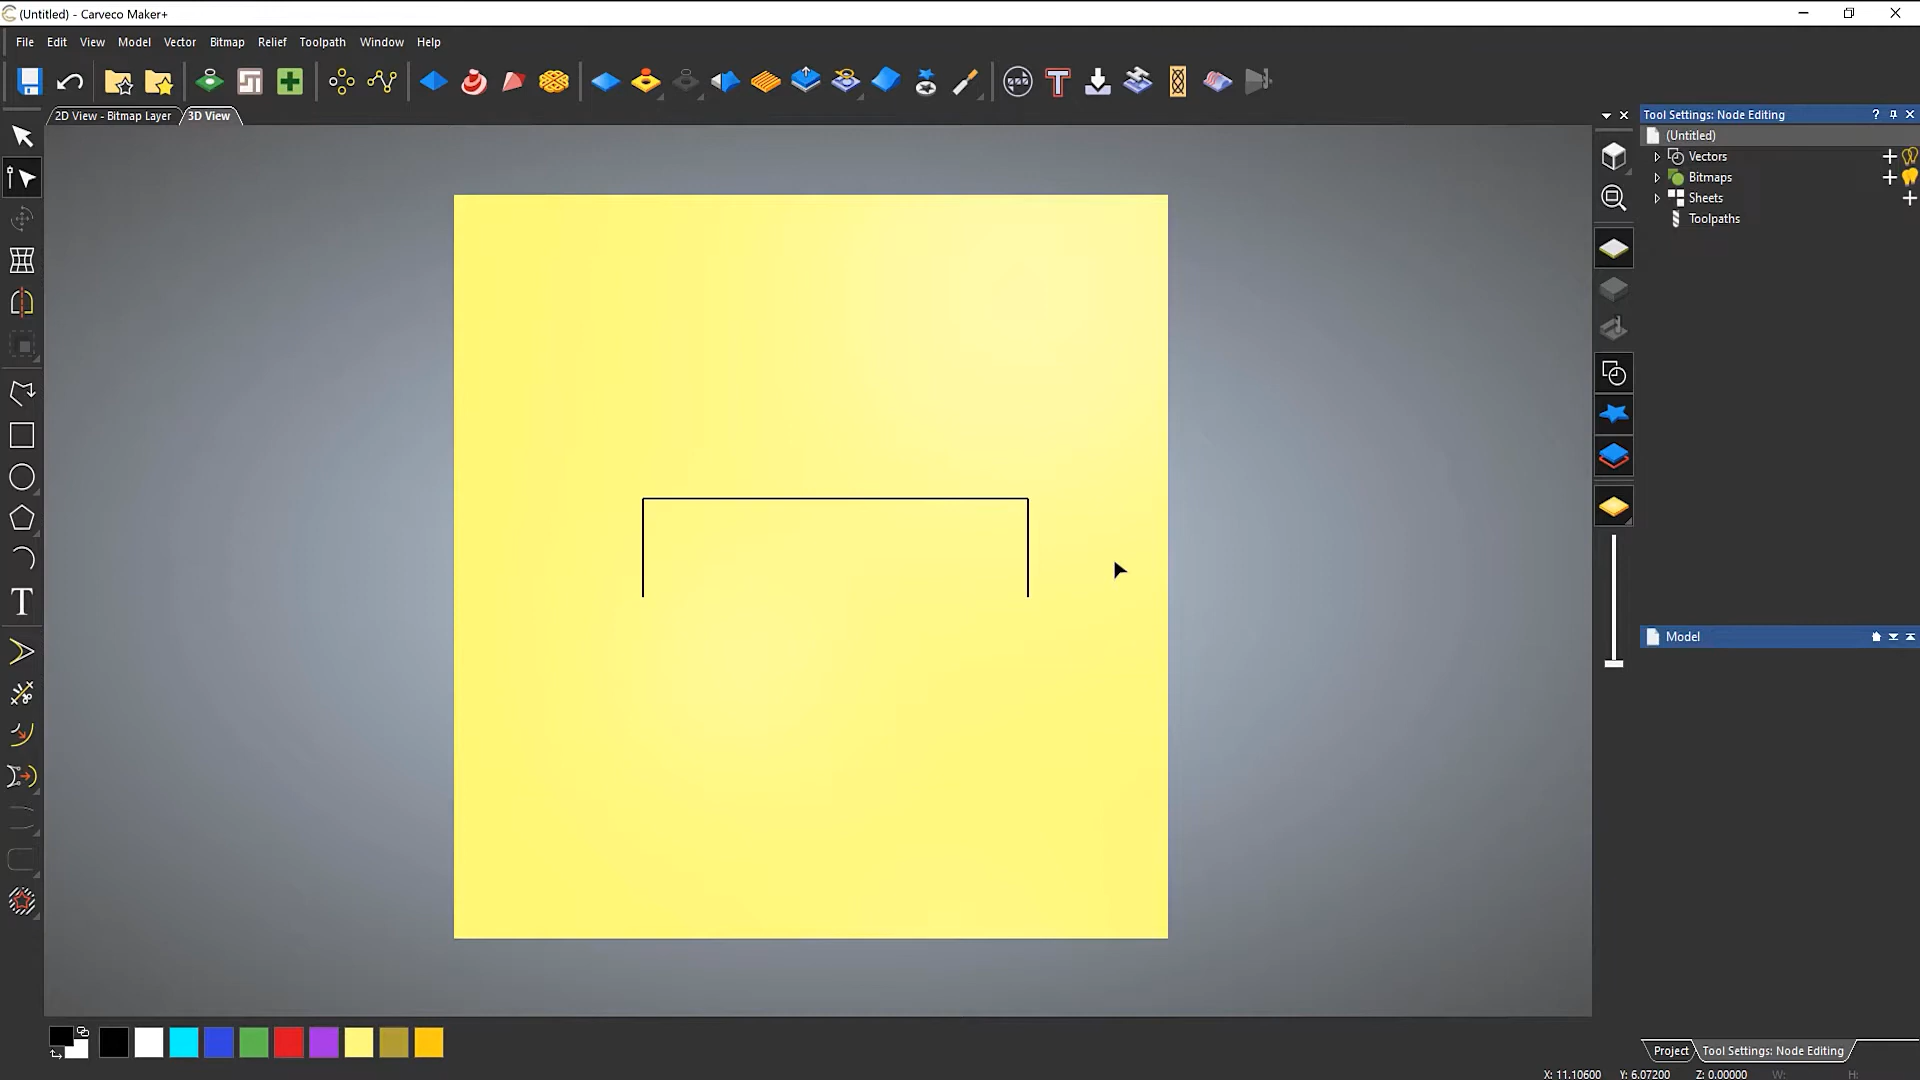 (Untitled) - Carveco Maker+
File Edit View Model Vector Bitmap Relief Toolpath Window Help
2D View - Bitmap Layer 3D View
Tool Settings: Node Editing
(Untitled)
Vectors
Bitmaps
Sheets
Toolpaths
Model
Project Tool Settings: Node Editing
X: 11.10600 Y: 6.07200 Z: 0.00000 W: H: